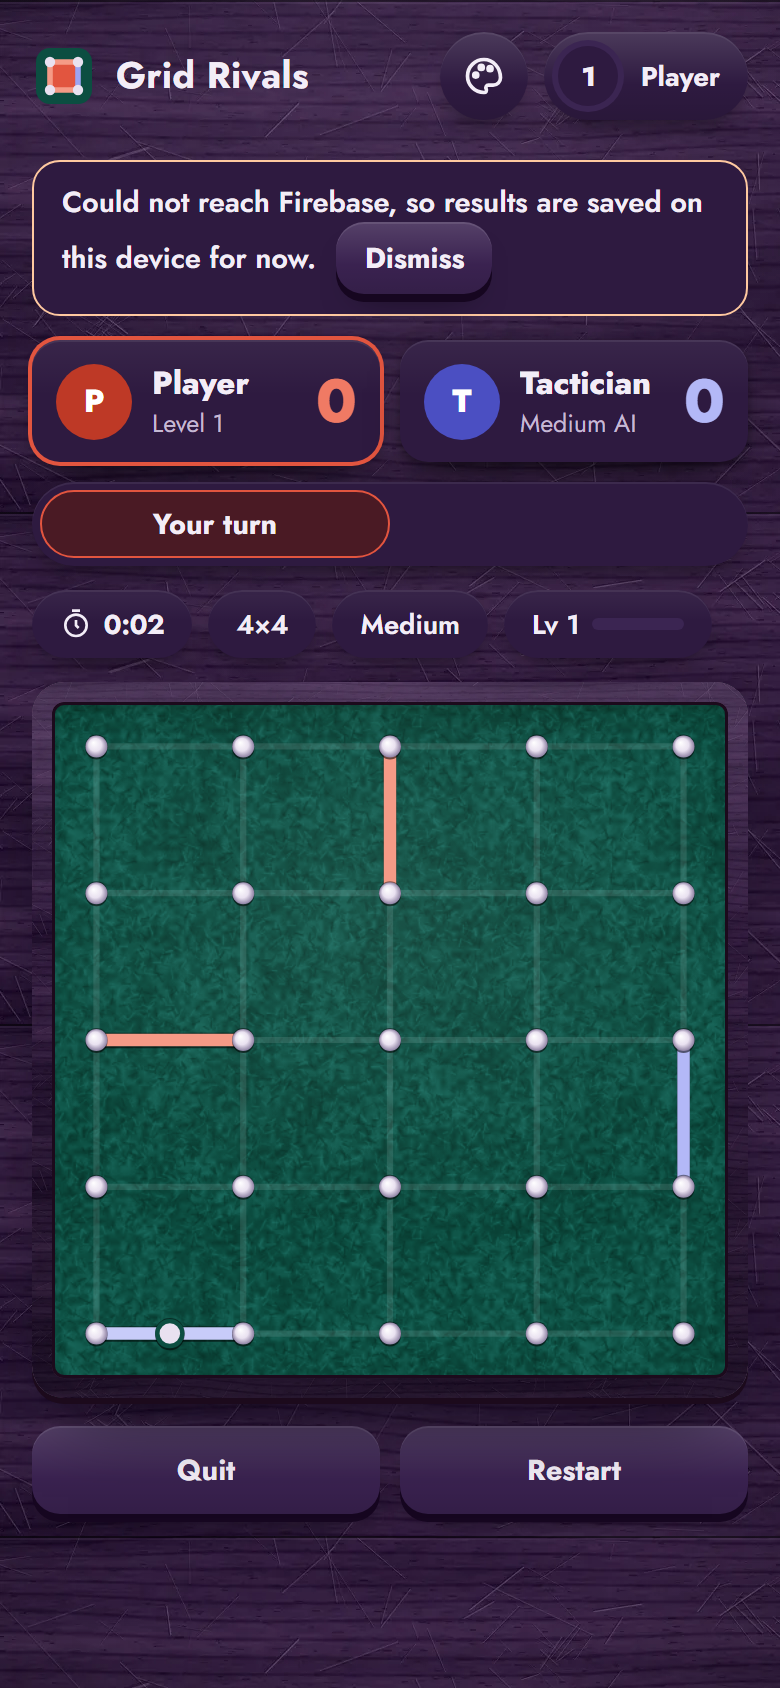 Grid Rivals
1 Player
Could not reach Firebase, so results are saved on
this device for now. Dismiss
P Player 0
Level 1
T Tactician 0
Medium AI
Your turn
0:02 4×4 Medium Lv 1
Quit Restart